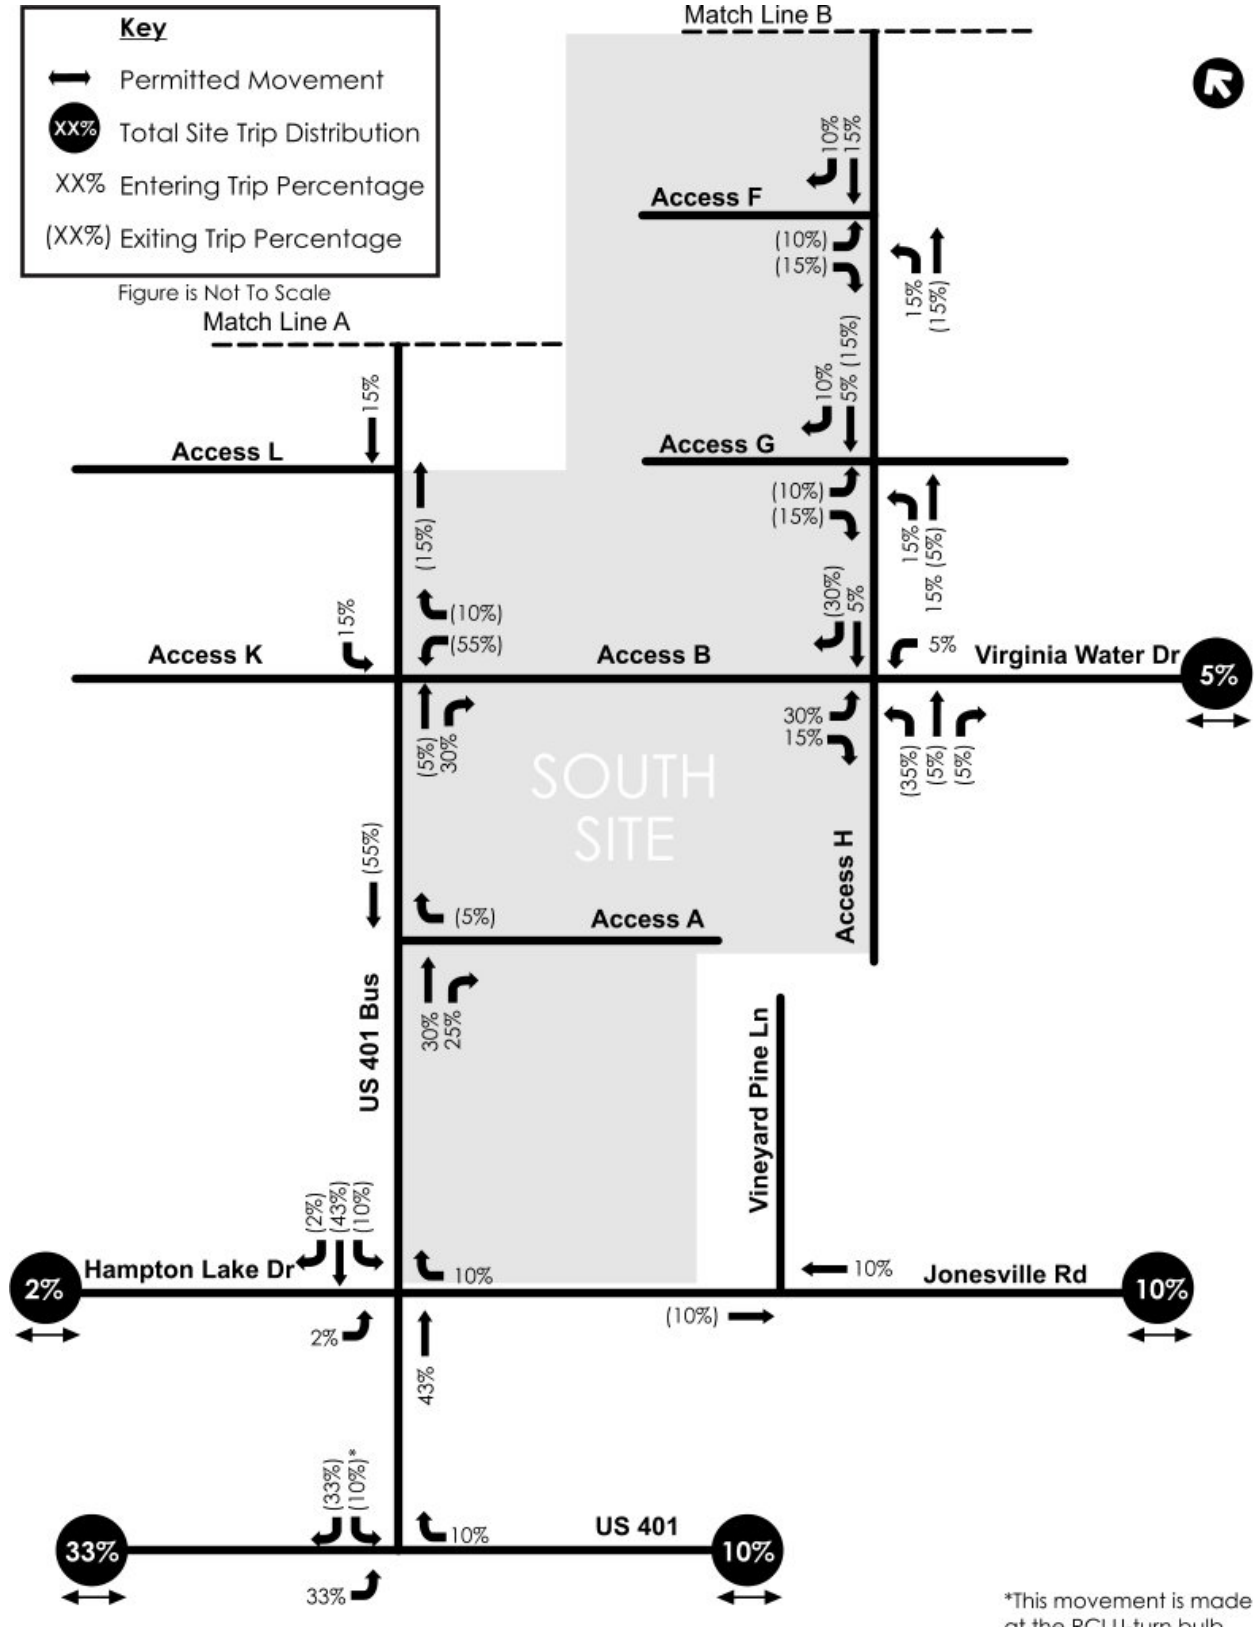 Key
Permitted Movement
XX% Total Site Trip Distribution
XX% Entering Trip Percentage
(XX%) Exiting Trip Percentage
Figure is Not To Scale
Match Line A
Match Line B
10%
15%
Access F
(10%)
(15%)
15%
(15%)
10%
5% (15%)
Access G
(10%)
(15%)
15%
15% (5%)
15%
Access L
(15%)
(10%)
(55%)
15%
Access K
Access B
(30%)
5%
5%
Virginia Water Dr
5%
(5%)
30%
30%
15%
(35%)
(5%)
(5%)
SOUTH
SITE
(55%)
Access H
(5%)
Access A
30%
25%
US 401 Bus
Vineyard Pine Ln
(2%)
(43%)
(10%)
2%
Hampton Lake Dr
10%
10%
Jonesville Rd
10%
2%
(10%)
43%
(33%)
(10%)*
33%
10%
US 401
10%
33%
*This movement is made
at the RCI U-turn bulb